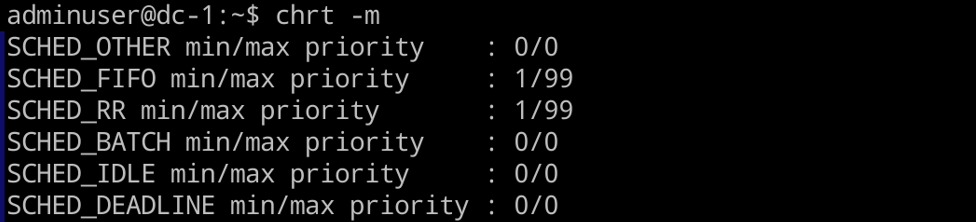 adminuser@dc-1:~$ chrt -m
SCHED_OTHER min/max priority    : 0/0
SCHED_FIFO min/max priority     : 1/99
SCHED_RR min/max priority       : 1/99
SCHED_BATCH min/max priority    : 0/0
SCHED_IDLE min/max priority     : 0/0
SCHED_DEADLINE min/max priority : 0/0